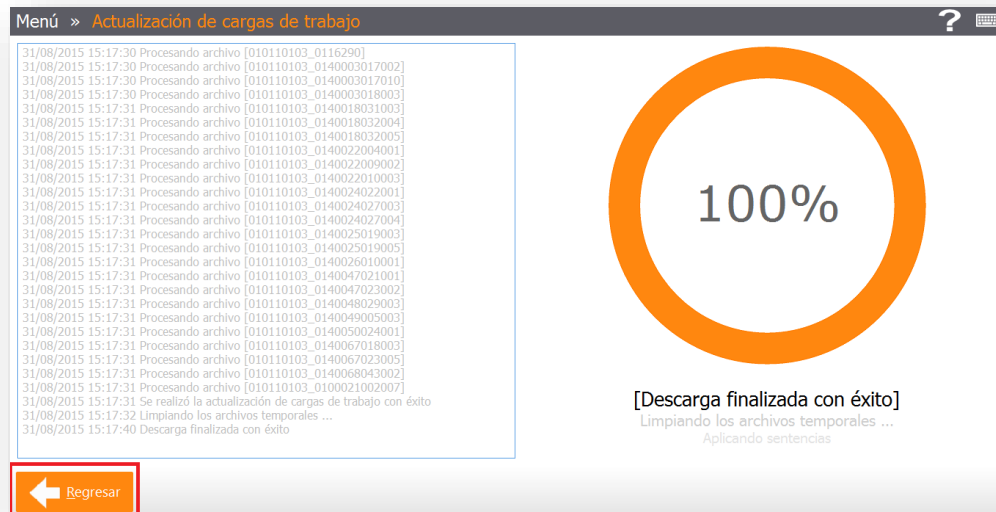 Menú » Actualización de cargas de trabajo ?
31/08/2015 15:17:30 Procesando archivo [010110103_0116290]
31/08/2015 15:17:30 Procesando archivo [010110103_0140003017002]
31/08/2015 15:17:30 Procesando archivo [010110103_0140003017010]
31/08/2015 15:17:30 Procesando archivo [010110103_0140003018003]
31/08/2015 15:17:31 Procesando archivo [010110103_0140018031003]
31/08/2015 15:17:31 Procesando archivo [010110103_0140018032004]
31/08/2015 15:17:31 Procesando archivo [010110103_0140018032005]
31/08/2015 15:17:31 Procesando archivo [010110103_0140022004001]
31/08/2015 15:17:31 Procesando archivo [010110103_0140022009002]
31/08/2015 15:17:31 Procesando archivo [010110103_0140022010003]
31/08/2015 15:17:31 Procesando archivo [010110103_0140024022001]
31/08/2015 15:17:31 Procesando archivo [010110103_0140024027003]
31/08/2015 15:17:31 Procesando archivo [010110103_0140024027004]
31/08/2015 15:17:31 Procesando archivo [010110103_0140025019003]
31/08/2015 15:17:31 Procesando archivo [010110103_0140025019005]
31/08/2015 15:17:31 Procesando archivo [010110103_0140026010001]
31/08/2015 15:17:31 Procesando archivo [010110103_0140047021001]
31/08/2015 15:17:31 Procesando archivo [010110103_0140047023002]
31/08/2015 15:17:31 Procesando archivo [010110103_0140048029003]
31/08/2015 15:17:31 Procesando archivo [010110103_0140049005003]
31/08/2015 15:17:31 Procesando archivo [010110103_0140050024001]
31/08/2015 15:17:31 Procesando archivo [010110103_0140067018003]
31/08/2015 15:17:31 Procesando archivo [010110103_0140067023005]
31/08/2015 15:17:31 Procesando archivo [010110103_0140068043002]
31/08/2015 15:17:31 Procesando archivo [010110103_0100021002007]
31/08/2015 15:17:31 Se realizó la actualización de cargas de trabajo con éxito
31/08/2015 15:17:32 Limpiando los archivos temporales ...
31/08/2015 15:17:40 Descarga finalizada con éxito
100%
[Descarga finalizada con éxito]
Limpiando los archivos temporales ...
Aplicando sentencias
Regresar